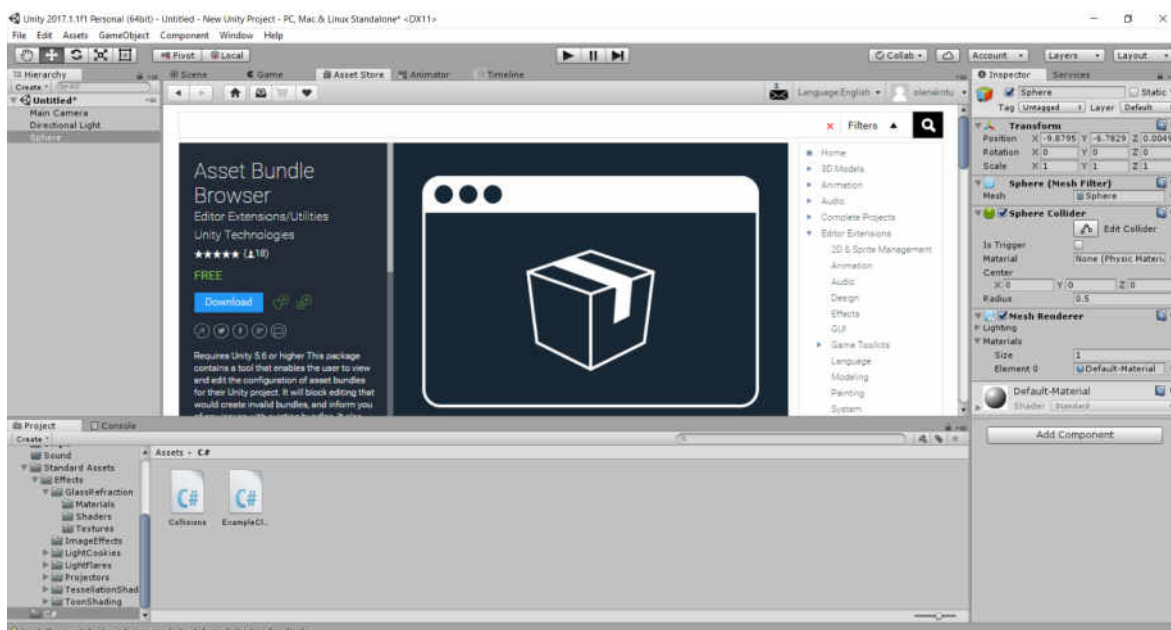 Unity 2017.1.1f1 Personal (64bit) - Untitled - New Unity Project - PC, Mac & Linux Standalone* <DX11>
File Edit Assets GameObject Component Window Help
Pivot Local
Collab Account Layers Layout
Hierarchy
Scene Game Asset Store Animator Timeline
Inspector Services
Create
Untitled*
Main Camera
Directional Light
Sphere
Language:English
Filters
Asset Bundle
Browser
Editor Extensions/Utilities
Unity Technologies
(18)
FREE
Download
Requires Unity 5.6 or higher This package
contains a tool that enables the user to view
and edit the configuration of asset bundles
for their Unity project. It will block editing that
would create invalid bundles, and inform you
Home
3D Models
Animation
Audio
Complete Projects
Editor Extensions
2D & Sprite Management
Animation
Audio
Design
Effects
GUI
Game Toolkits
Language
Modeling
Painting
System
Sphere Static
Tag Untagged Layer Default
Transform
Position X -9.8795 Y -6.7829 Z 0.0049
Rotation X 0 Y 0 Z 0
Scale X 1 Y 1 Z 1
Sphere (Mesh Filter)
Mesh Sphere
Sphere Collider
Edit Collider
Is Trigger
Material None (Physic Materi
Center
X 0 Y 0 Z 0
Radius 0.5
Mesh Renderer
Lighting
Materials
Size 1
Element 0 Default-Material
Default-Material
Shader Standard
Add Component
Project Console
Create
Sound
Standard Assets
Effects
GlassRefraction
Materials
Shaders
Textures
ImageEffects
LightCookies
LightFlares
Projectors
TessellationShad
ToonShading
C#
Assets C#
C# C#
Collisions ExampleCl..